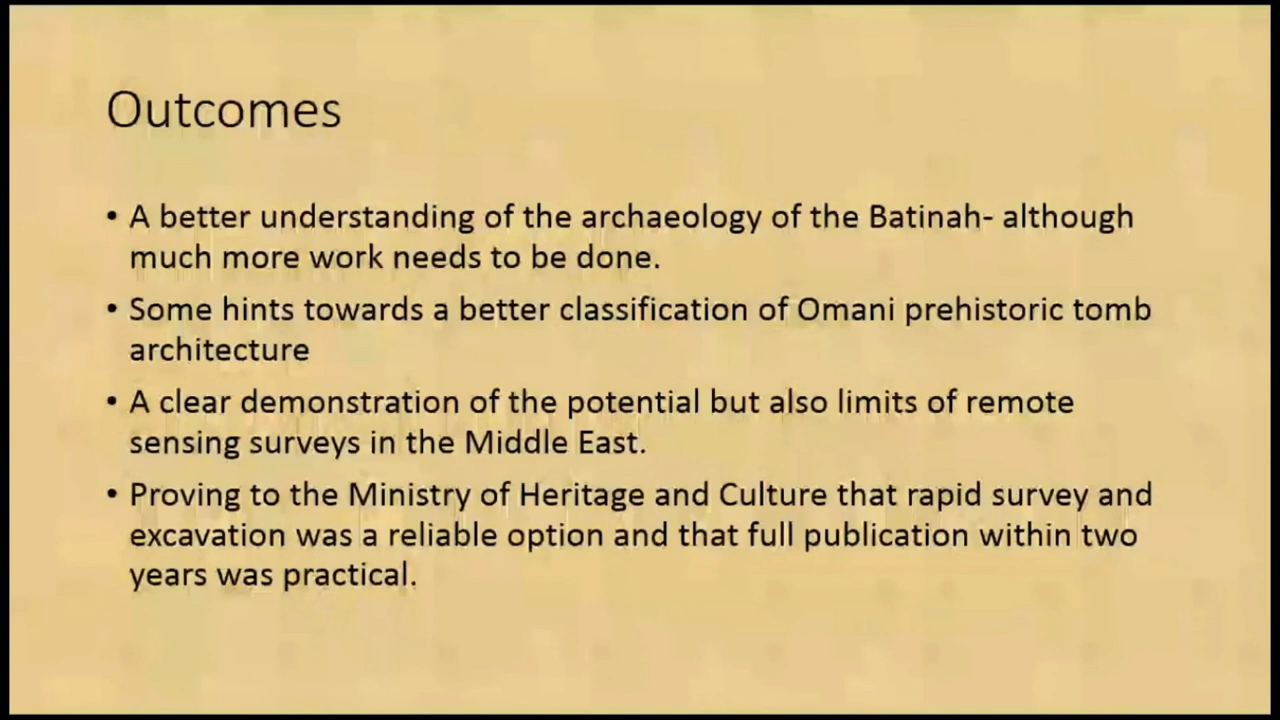 Outcomes
• A better understanding of the archaeology of the Batinah- although
much more work needs to be done.
• Some hints towards a better classification of Omani prehistoric tomb
architecture
• A clear demonstration of the potential but also limits of remote
sensing surveys in the Middle East.
• Proving to the Ministry of Heritage and Culture that rapid survey and
excavation was a reliable option and that full publication within two
years was practical.